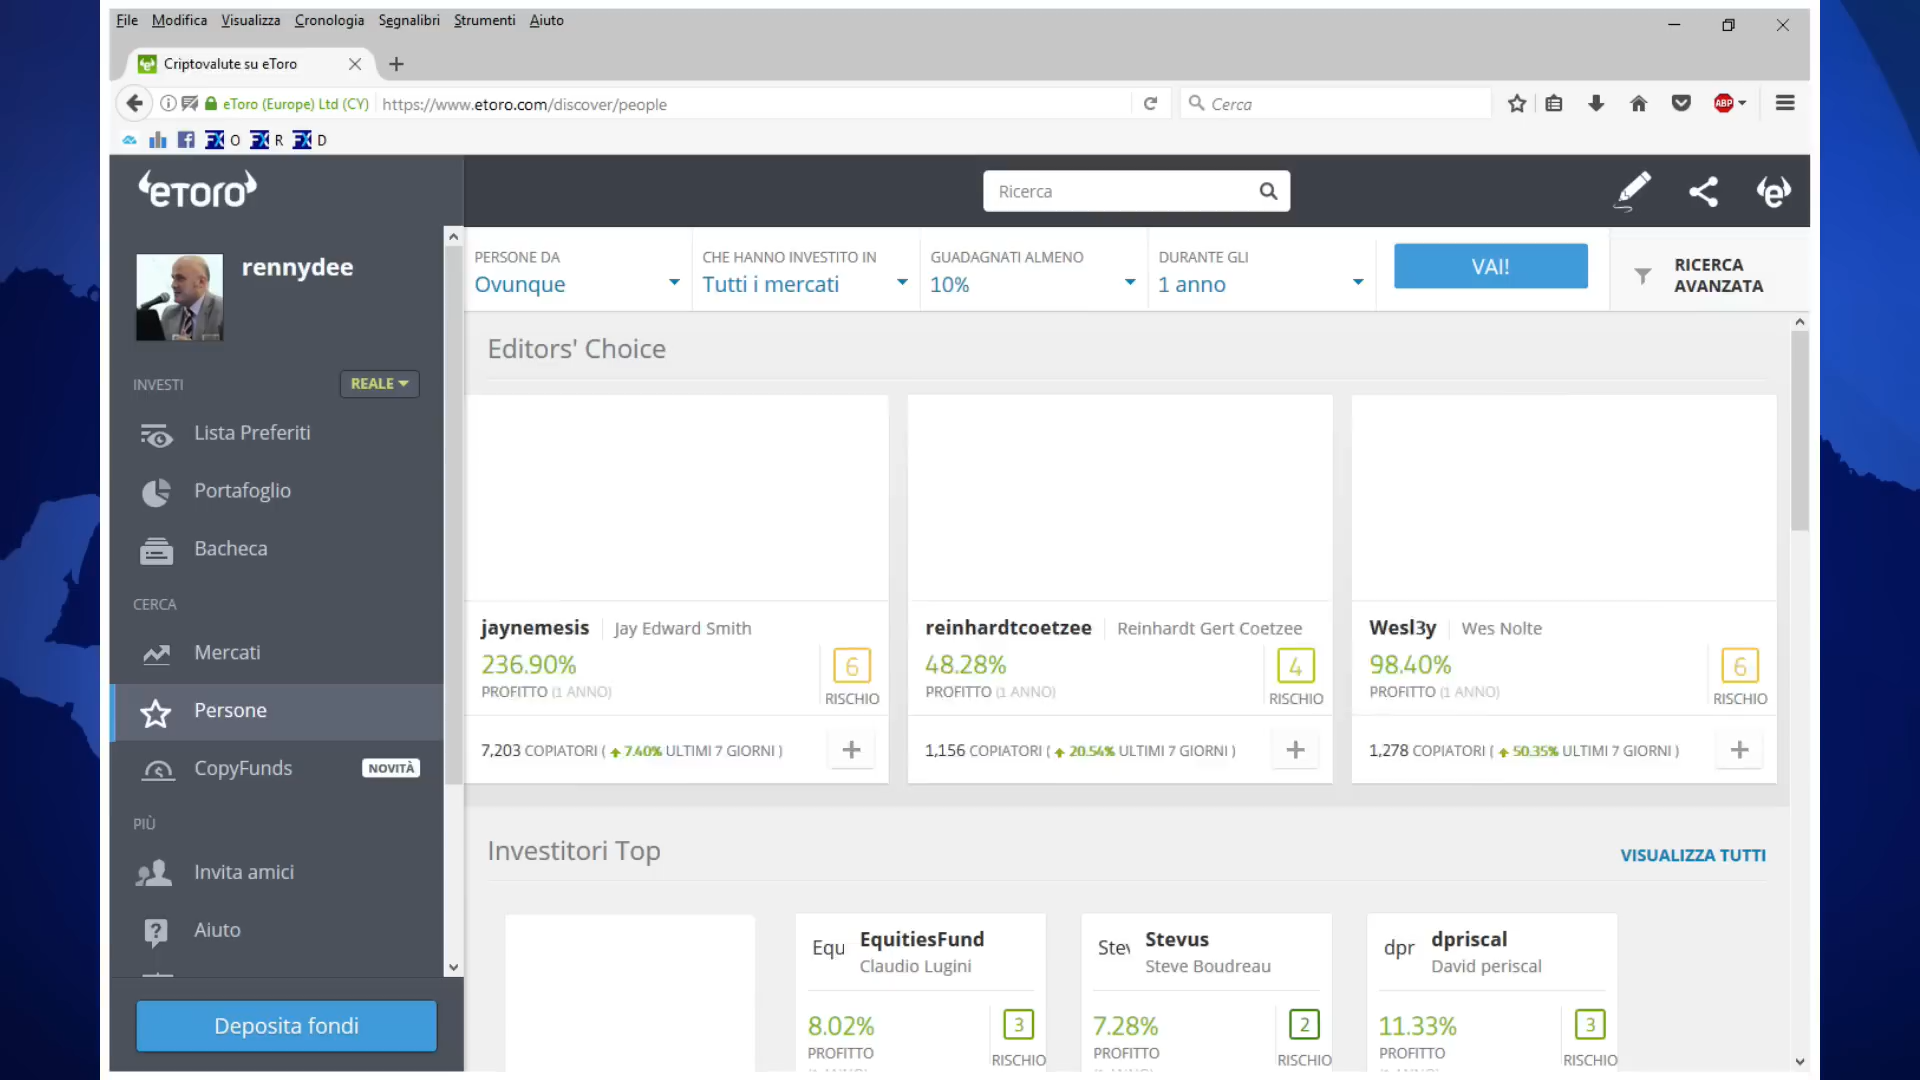 File Modifica Visualizza Cronologia Segnalibri Strumenti Aiuto
Criptovalute su eToro
eToro (Europe) Ltd (CY) https://www.etoro.com/discover/people
Cerca
ABP
FX O FX R FX D
eToro
Ricerca
rennydee
PERSONE DA
Ovunque
CHE HANNO INVESTITO IN
Tutti i mercati
GUADAGNATI ALMENO
10%
DURANTE GLI
1 anno
VAI!
RICERCA
AVANZATA
INVESTI
REALE
Lista Preferiti
Portafoglio
Bacheca
CERCA
Mercati
Persone
CopyFunds
NOVITÀ
PIÙ
Invita amici
Aiuto
Deposita fondi
Editors' Choice
jaynemesis Jay Edward Smith
236.90%
PROFITTO (1 ANNO)
6
RISCHIO
7,203 COPIATORI ( 7.40% ULTIMI 7 GIORNI )
+
reinhardtcoetzee Reinhardt Gert Coetzee
48.28%
PROFITTO (1 ANNO)
4
RISCHIO
1,156 COPIATORI ( 20.54% ULTIMI 7 GIORNI )
+
Wesl3y Wes Nolte
98.40%
PROFITTO (1 ANNO)
6
RISCHIO
1,278 COPIATORI ( 50.35% ULTIMI 7 GIORNI )
+
Investitori Top
VISUALIZZA TUTTI
Equ EquitiesFund
Claudio Lugini
8.02%
PROFITTO
3
RISCHIO
Stev Stevus
Steve Boudreau
7.28%
PROFITTO
2
RISCHIO
dpr dpriscal
David periscal
11.33%
PROFITTO
3
RISCHIO